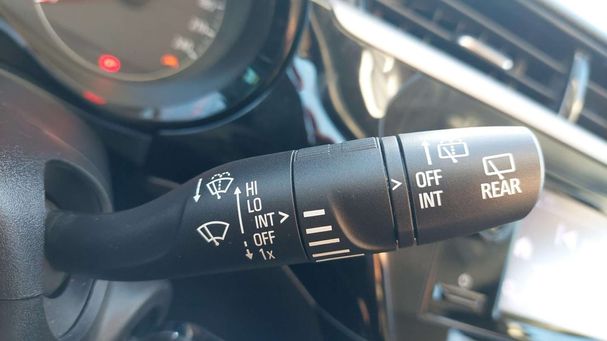 HI
LO
INT
OFF
1x
OFF
INT
REAR